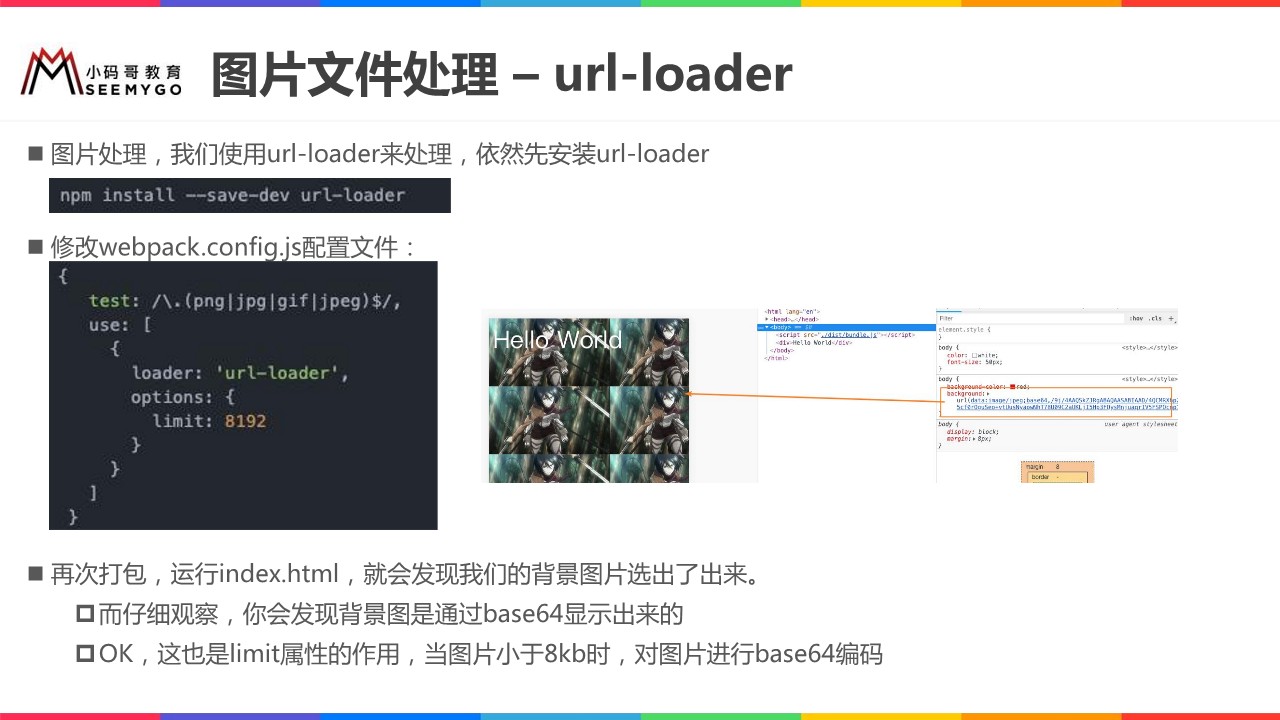 小码哥教育
SEEMYGO
图片文件处理 – url-loader
图片处理，我们使用url-loader来处理，依然先安装url-loader
npm install --save-dev url-loader
修改webpack.config.js配置文件：
{
test: /\.(png|jpg|gif|jpeg)$/,
use: [
{
loader: 'url-loader',
options: {
limit: 8192
}
}
]
}
Hello World
<html lang="en">
<head>…</head>
<body> == $0
<script src="./dist/bundle.js"></script>
<div>Hello World</div>
</body>
</html>
Filter :hov .cls +
element.style {
}
body { <style>…</style>
color: white;
font-size: 50px;
}
body { <style>…</style>
background-color: red;
background:
body { user agent stylesheet
display: block;
margin: 8px;
}
margin 8
border -
再次打包，运行index.html，就会发现我们的背景图片选出了出来。
而仔细观察，你会发现背景图是通过base64显示出来的
OK，这也是limit属性的作用，当图片小于8kb时，对图片进行base64编码